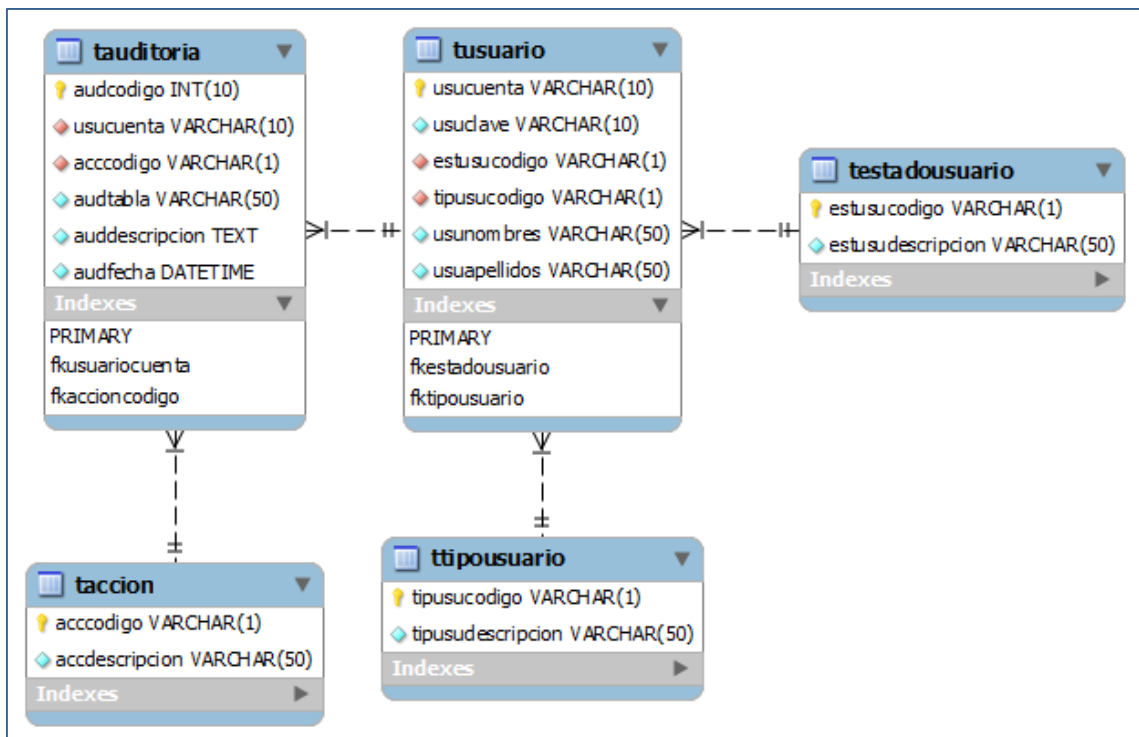 tauditoria
audcodigo INT(10)
usucuenta VARCHAR(10)
acccodigo VARCHAR(1)
audtabla VARCHAR(50)
auddescripcion TEXT
audfecha DATETIME
Indexes
PRIMARY
fkusuariocuenta
fkaccioncodigo
tusuario
usucuenta VARCHAR(10)
usuclave VARCHAR(10)
estusucodigo VARCHAR(1)
tipusucodigo VARCHAR(1)
usunombres VARCHAR(50)
usuapellidos VARCHAR(50)
Indexes
PRIMARY
fkestadousuario
fktipousuario
testadousuario
estusucodigo VARCHAR(1)
estusudescripcion VARCHAR(50)
Indexes
taccion
acccodigo VARCHAR(1)
accdescripcion VARCHAR(50)
Indexes
ttipousuario
tipusucodigo VARCHAR(1)
tipusudescripcion VARCHAR(50)
Indexes